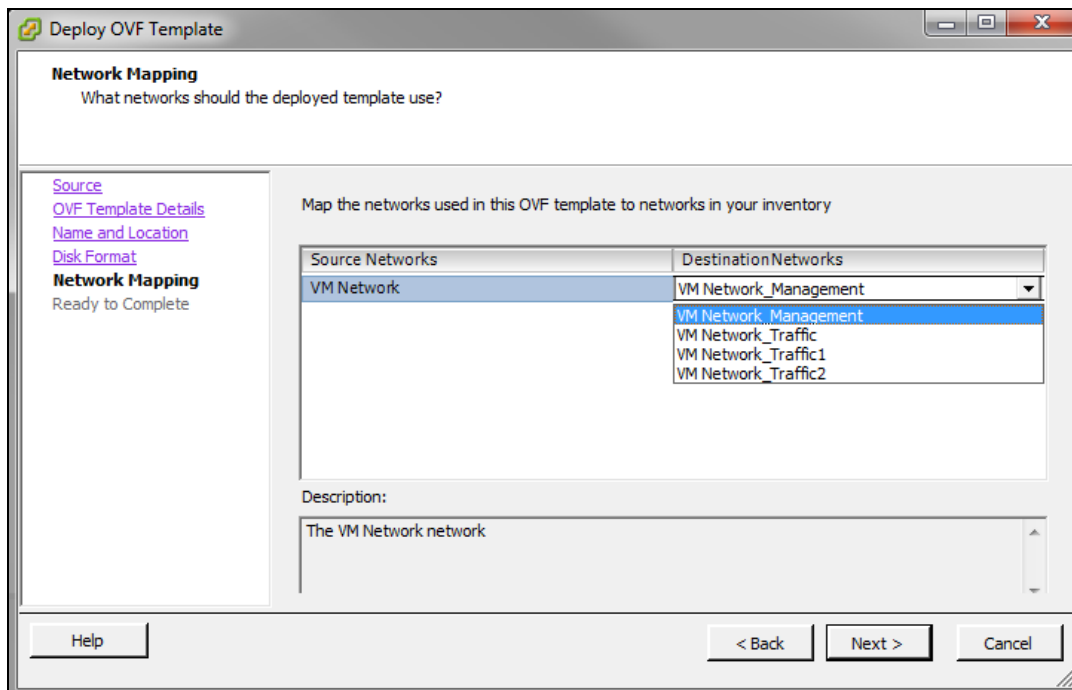 Deploy OVF Template
Network Mapping
What networks should the deployed template use?
Source
OVF Template Details
Name and Location
Disk Format
Network Mapping
Ready to Complete
Map the networks used in this OVF template to networks in your inventory
Source Networks
DestinationNetworks
VM Network
VM Network_Management
VM Network_Management
VM Network_Traffic
VM Network_Traffic1
VM Network_Traffic2
Description:
The VM Network network
Help
< Back
Next >
Cancel